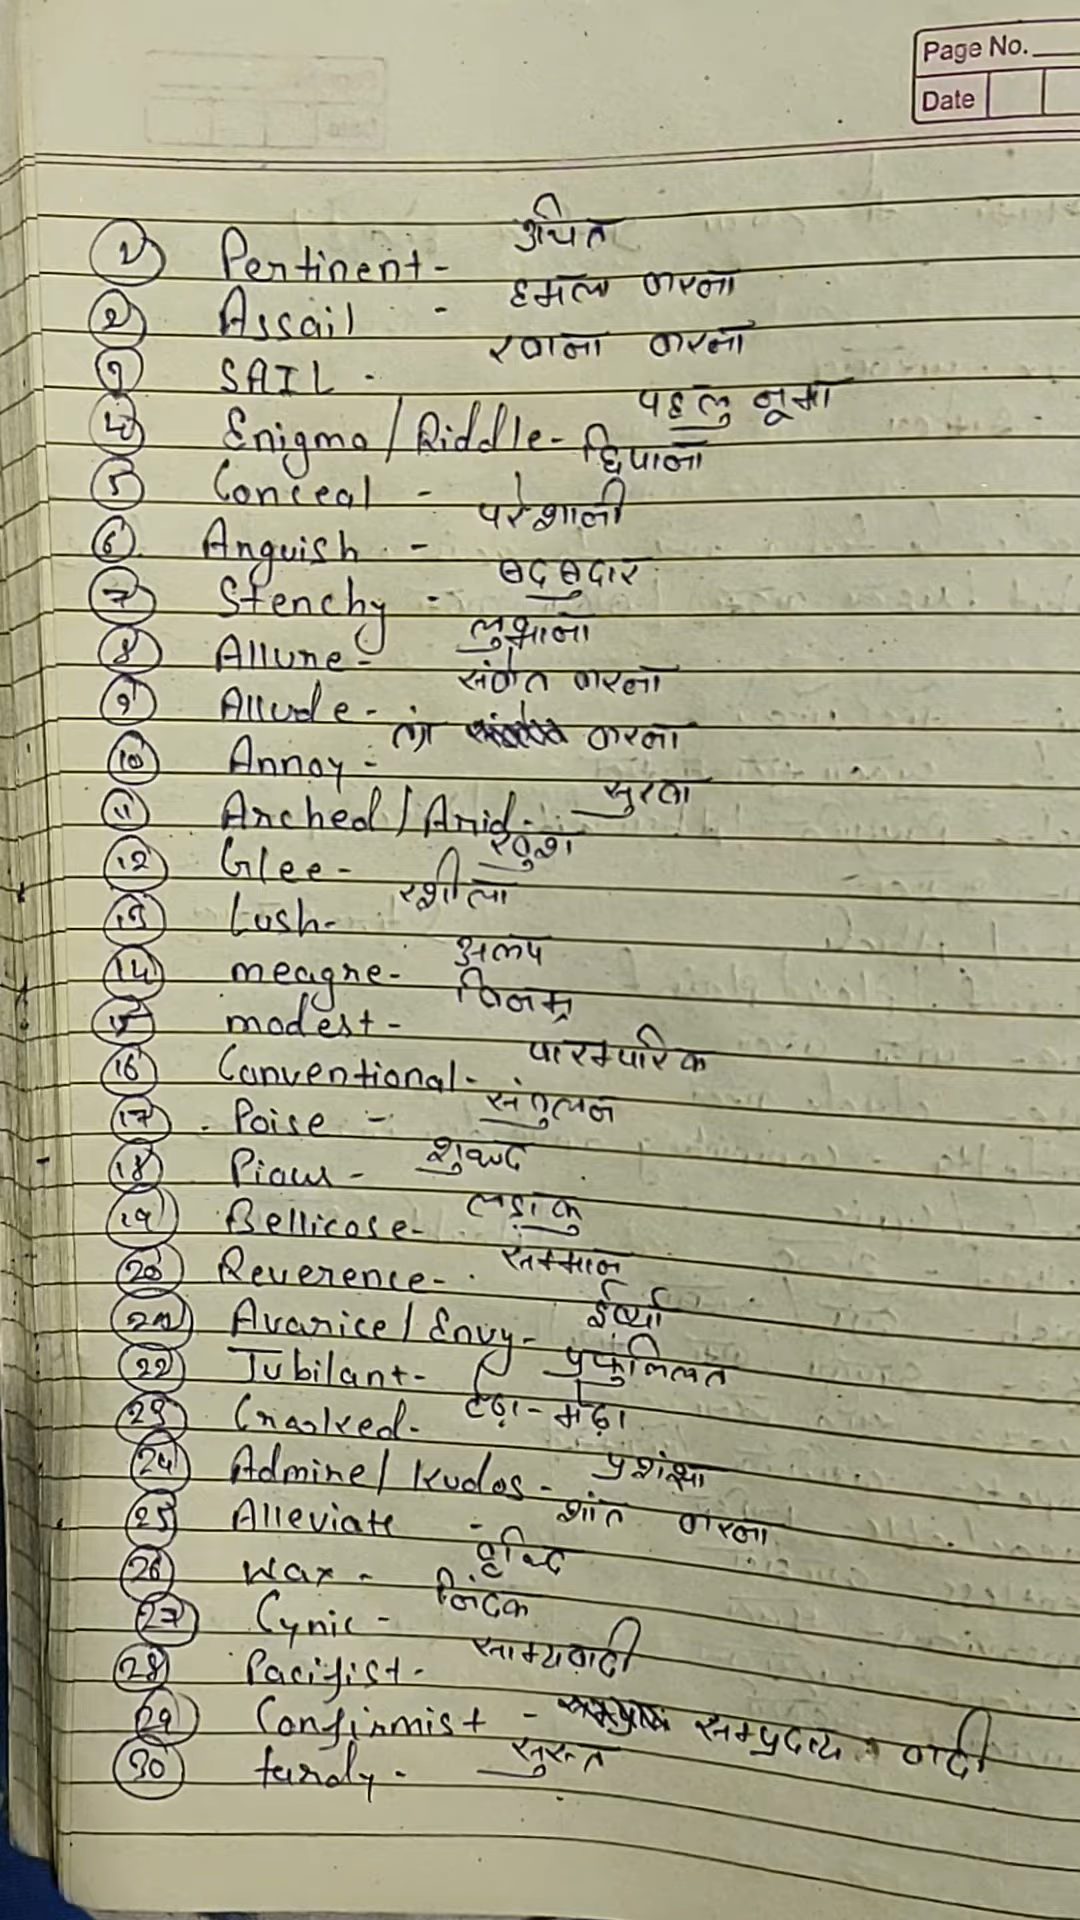 Page No.
Date
1 Pertinent - उचित
2 Assail - हमला करना
3 SAIL - रवाना करना
4 Enigma / Riddle - पहलु नूमा
5 Conceal - छिपाना
6 Anguish - परेशानी
7 Stenchy - बदबुदार
8 Allure - लुभाना
9 Allude - संकेत करना
10 Annoy - तंग करना
11 Arched / Arid - सुखा
12 Glee - खुश
13 Lush - रशीला
14 meagre - अल्प
15 modest - विनम्र
16 Conventional - पारम्परिक
17 Poise - संतुलन
18 Pious - शुध्द
19 Bellicose - लड़ाकु
20 Reverence - सम्मान
21 Avarice / Envy - ईर्ष्या
22 Jubilant - प्रफुल्लित
23 Crooked - टेढ़ा - मेढ़ा
24 Admire / Kudos - प्रशंशा
25 Alleviate - शांत करना
26 Wax - वृध्दि
27 Cynic - निंदक
28 Pacifist - साम्यवादी
29 Confirmist - सम्प्रदाय वादी
30 tardy - सुस्त